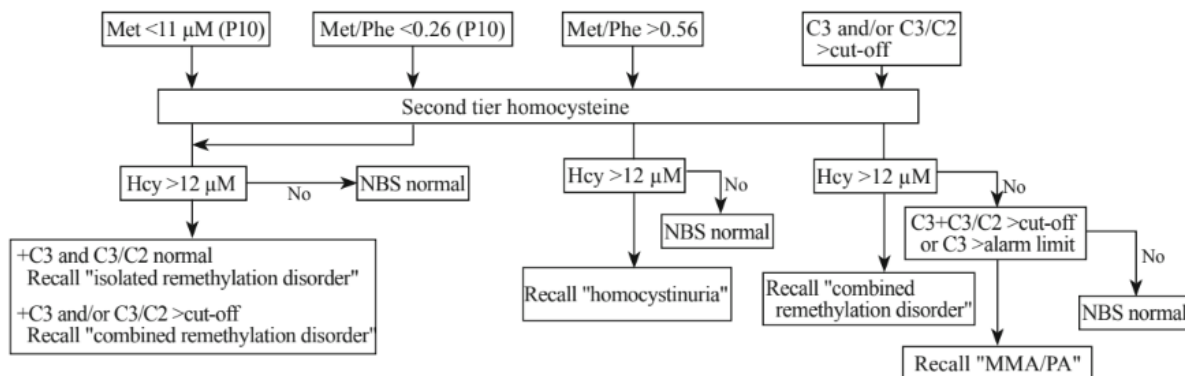 Met <11 µM (P10)
Met/Phe <0.26 (P10)
Met/Phe >0.56
C3 and/or C3/C2
>cut-off
Second tier homocysteine
Hcy >12 µM
No
NBS normal
Hcy >12 µM
No
NBS normal
Hcy >12 µM
No
C3+C3/C2 >cut-off
or C3 >alarm limit
No
NBS normal
+C3 and C3/C2 normal
Recall "isolated remethylation disorder"
+C3 and/or C3/C2 >cut-off
Recall "combined remethylation disorder"
Recall "homocystinuria"
Recall "combined
remethylation disorder"
Recall "MMA/PA"